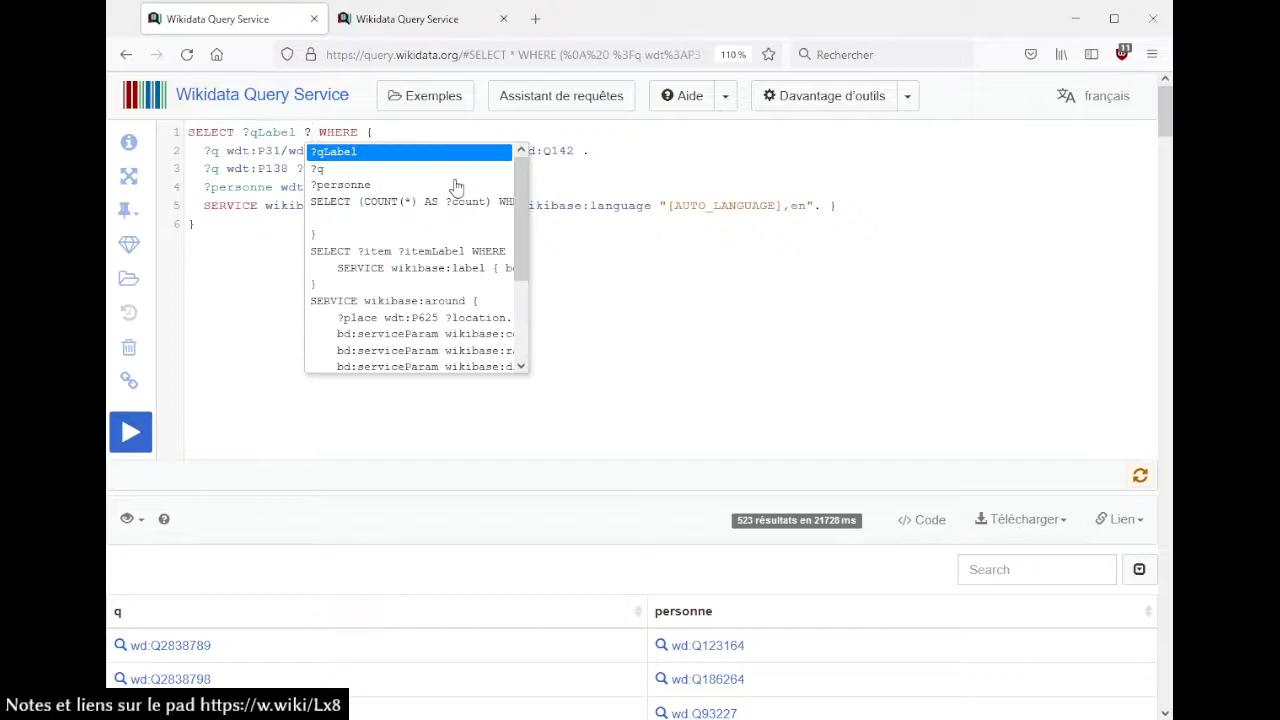 Wikidata Query Service
Wikidata Query Service
https://query.wikidata.org/#SELECT * WHERE {%0A%20 %3Fq wdt%3AP3
110 %
Rechercher
11
Wikidata Query Service
Exemples
Assistant de requêtes
Aide
Davantage d'outils
français
1 SELECT ?qLabel ? WHERE {
2 ?q wdt:P31/wd d:Q142 .
3 ?q wdt:P138 ?
4 ?personne wdt
5 SERVICE wikib ikibase:language "[AUTO_LANGUAGE],en". }
6 }
?qLabel
?q
?personne
SELECT (COUNT(*) AS ?count) WH
}
SELECT ?item ?itemLabel WHERE
SERVICE wikibase:label { b
}
SERVICE wikibase:around {
?place wdt:P625 ?location.
bd:serviceParam wikibase:c
bd:serviceParam wikibase:r
bd:serviceParam wikibase:d
523 résultats en 21728 ms
</> Code
Télécharger
Lien
Search
q personne
wd:Q2838789 wd:Q123164
wd:Q2838798 wd:Q186264
wd:Q93227
Notes et liens sur le pad https://w.wiki/Lx8